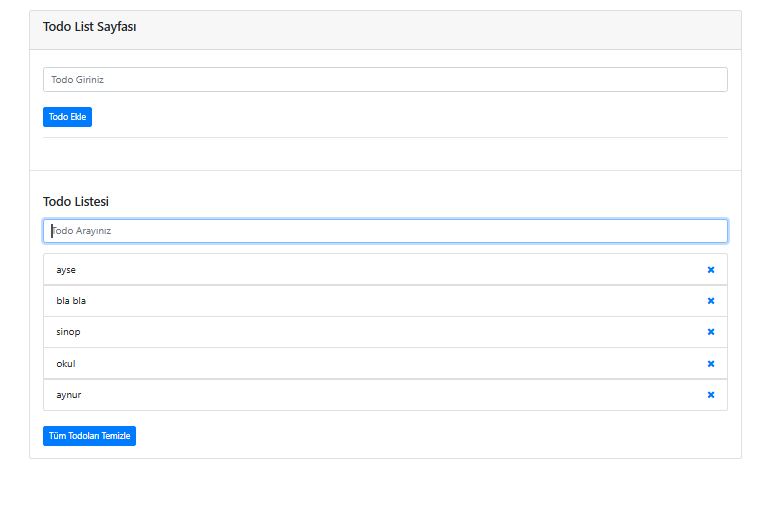 Todo List Sayfası
Todo Giriniz
Todo Ekle
Todo Listesi
Todo Arayınız
ayse
bla bla
sinop
okul
aynur
Tüm Todoları Temizle